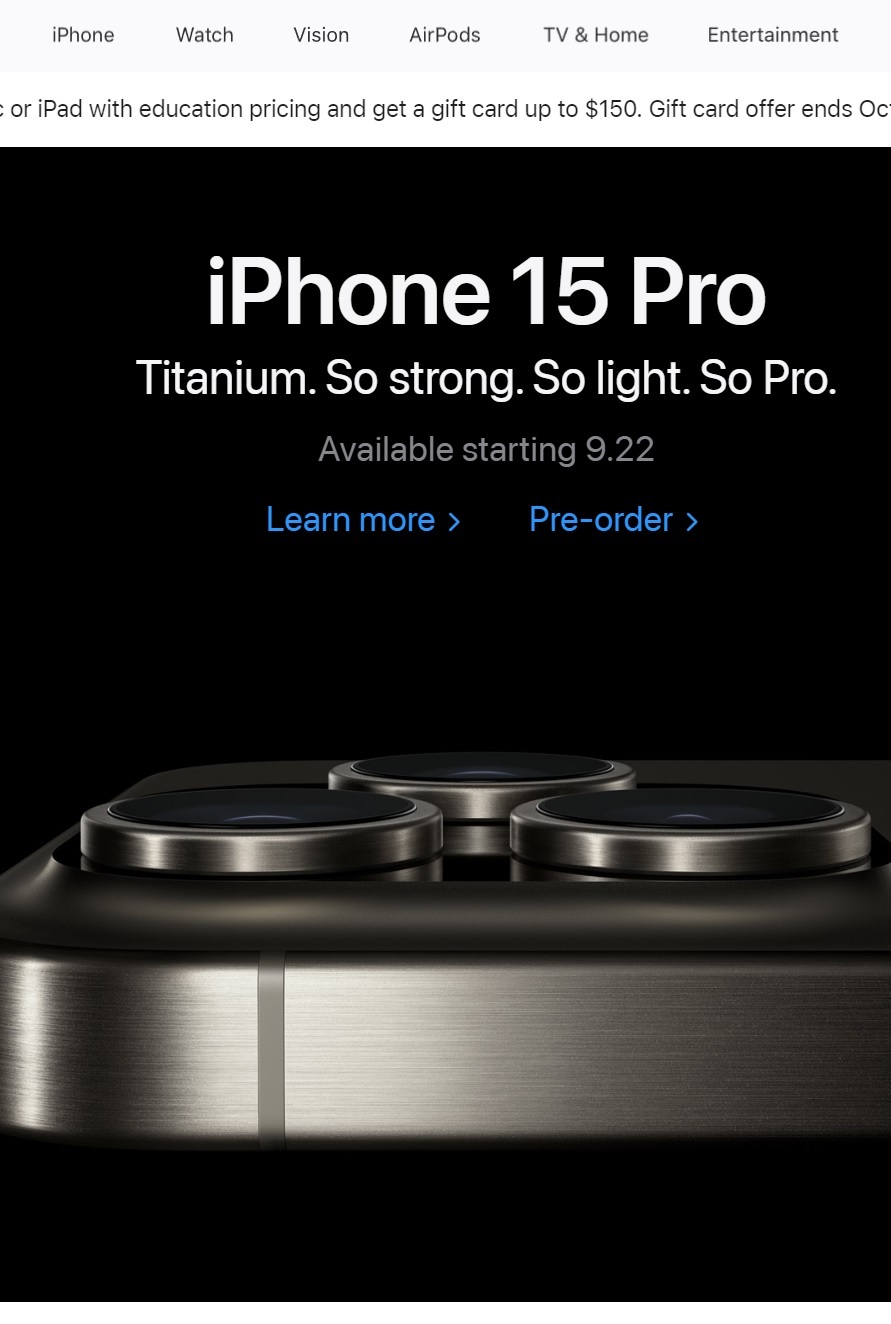 iPhone Watch Vision AirPods TV & Home Entertainment
or iPad with education pricing and get a gift card up to $150. Gift card offer ends
iPhone 15 Pro
Titanium. So strong. So light. So Pro.
Available starting 9.22
Learn more > Pre-order >